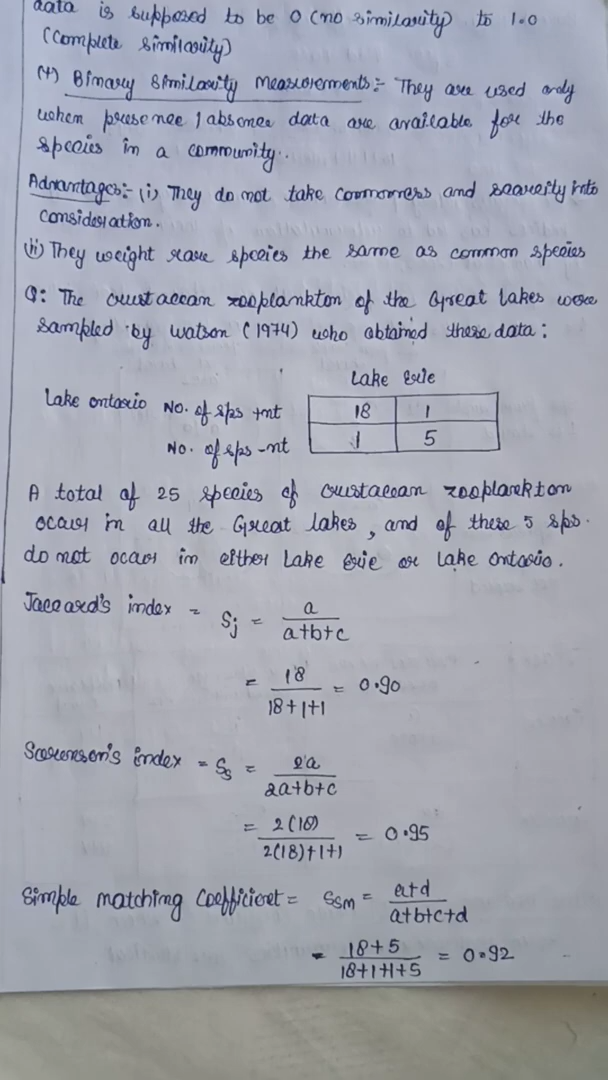 data is supposed to be 0 (no similarity) to 1.0
(Complete similarity)
(*) Binary Similarity Measurements:- They are used only
when presence / absence data are available for the
species in a community.
Advantages:- (i) They do not take commonness and scarcity into
consideration.
(ii) They weight rare species the same as common species
Q: The crustacean zooplankton of the Great lakes were
sampled by Watson (1974) who obtained these data:
Lake Erie
Lake ontario No. of sps +nt 18 1
No. of sps -nt 1 5
A total of 25 species of crustacean zooplankton
occur in all the Great lakes, and of these 5 sps.
do not occur in either Lake Erie or Lake Ontario.
Jaccard's index = Sj = a / a+b+c
= 18 / 18+1+1 = 0.90
Sorenson's index = Ss = 2a / 2a+b+c
= 2(18) / 2(18)+1+1 = 0.95
Simple matching Coefficient = SSM = a+d / a+b+c+d
= 18+5 / 18+1+1+5 = 0.92